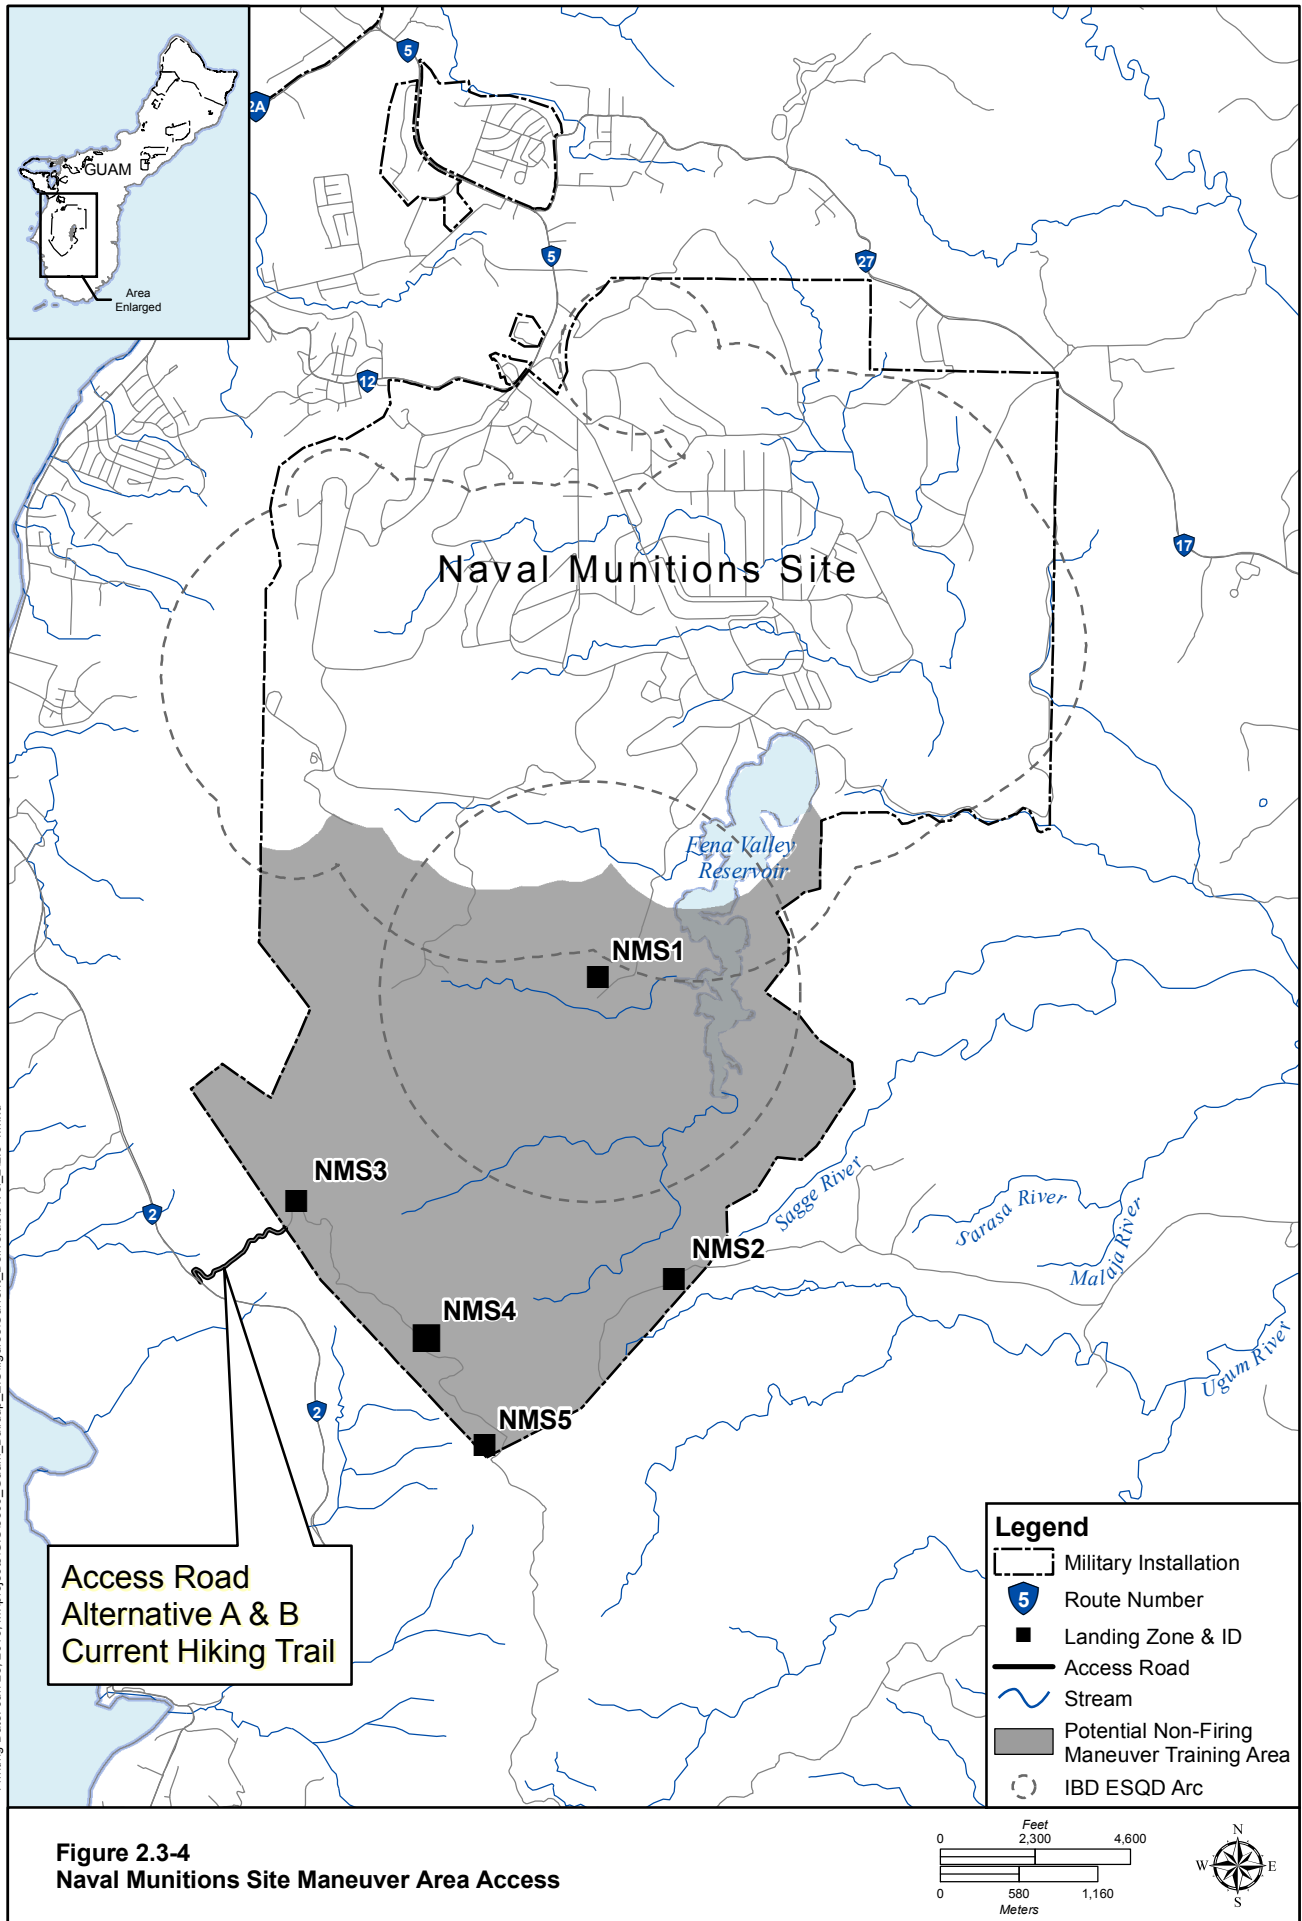 GUAM
Area
Enlarged
5
2A
5
27
12
17
Naval Munitions Site
Fena Valley
Reservoir
NMS1
NMS3
2
NMS2
Sagge River
Sarasa River
Malaja River
NMS4
Ugum River
2
NMS5
Access Road
Alternative A & B
Current Hiking Trail
Legend
Military Installation
5 Route Number
Landing Zone & ID
Access Road
Stream
Potential Non-Firing
Maneuver Training Area
IBD ESQD Arc
Figure 2.3-4
Naval Munitions Site Maneuver Area Access
Feet
0 2,300 4,600
0 580 1,160
Meters
N
W E
S